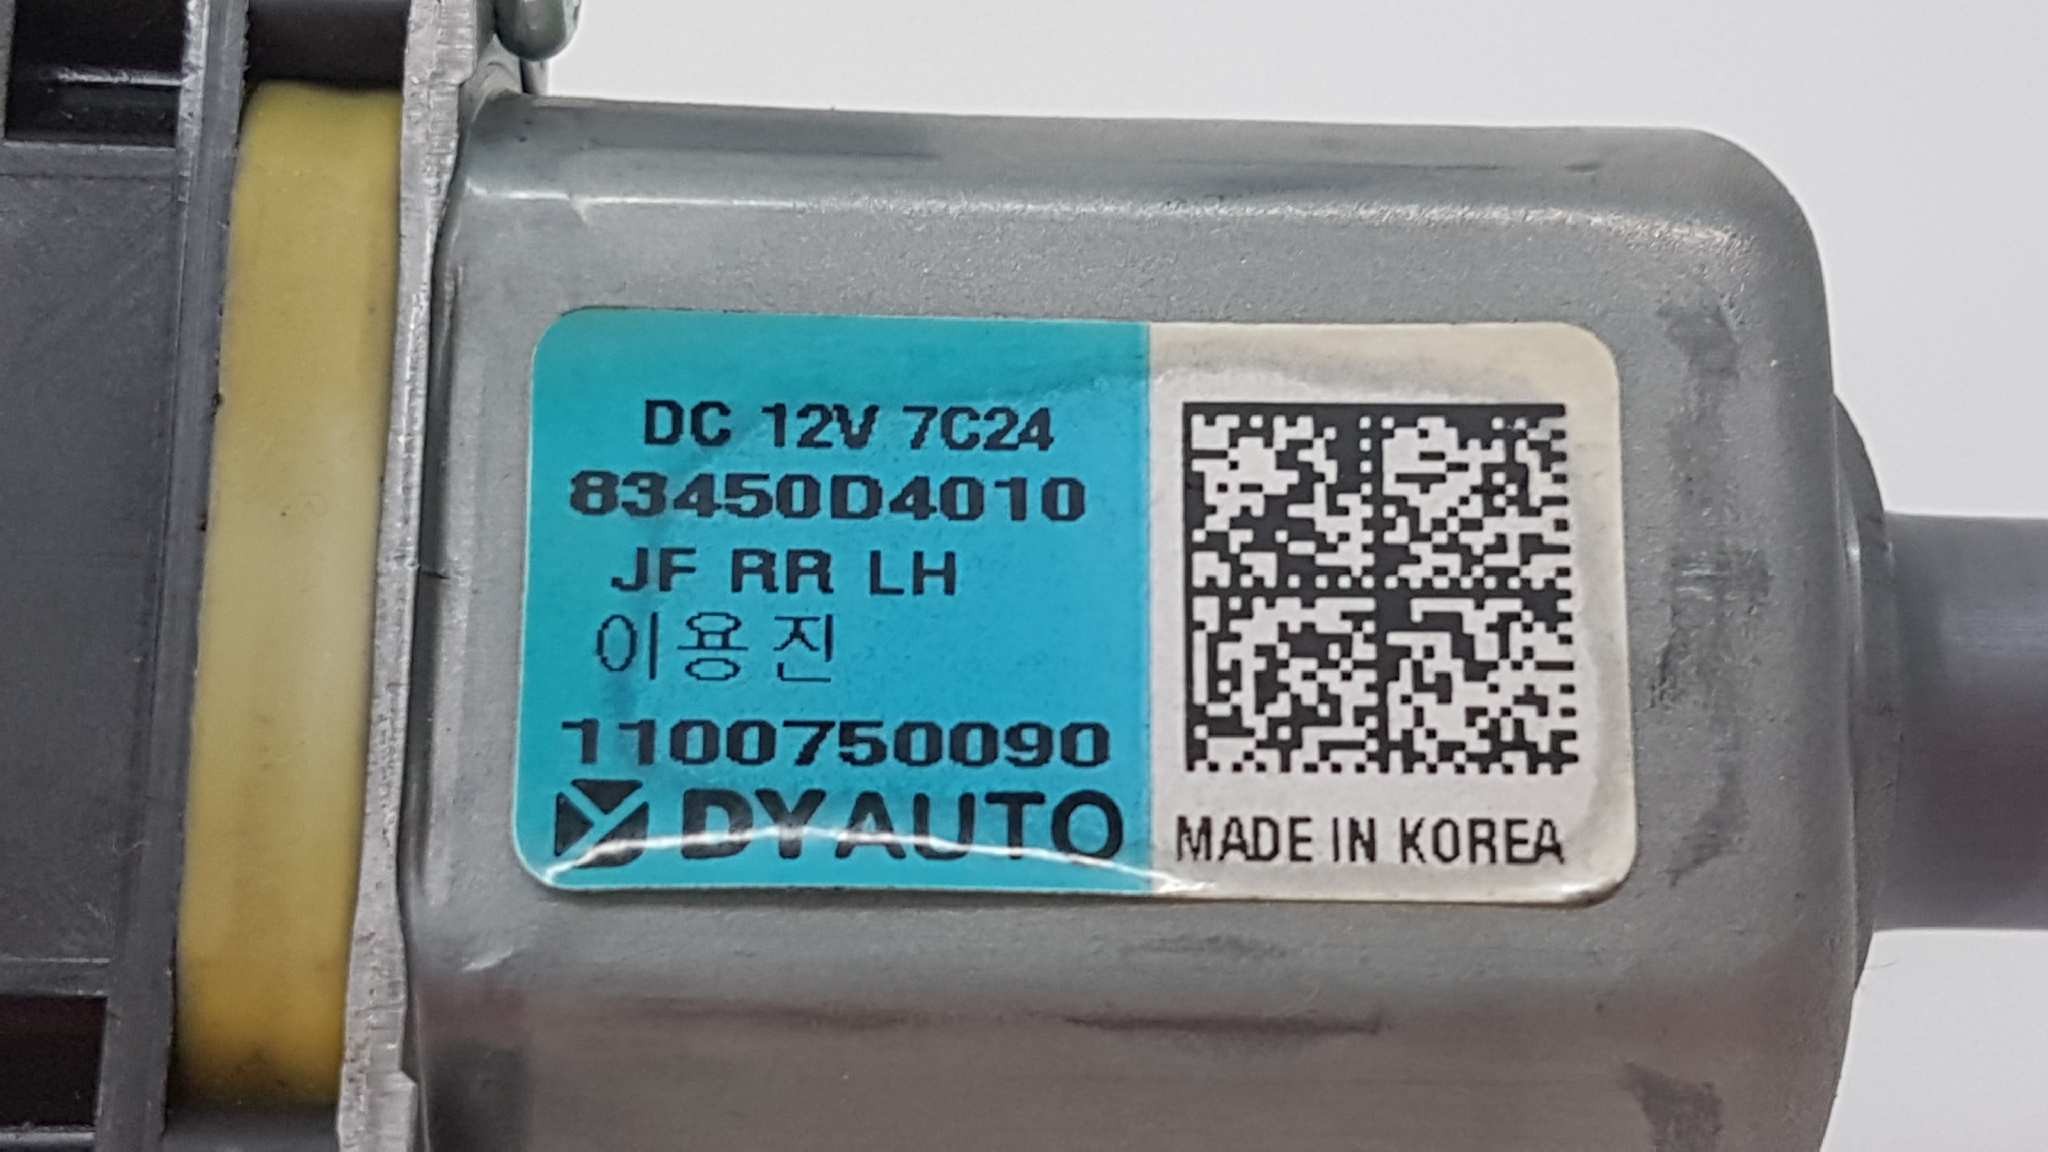 DC 12V 7C24
83450D4010
JF RR LH
이용진
1100750090
DYAUTO
MADE IN KOREA